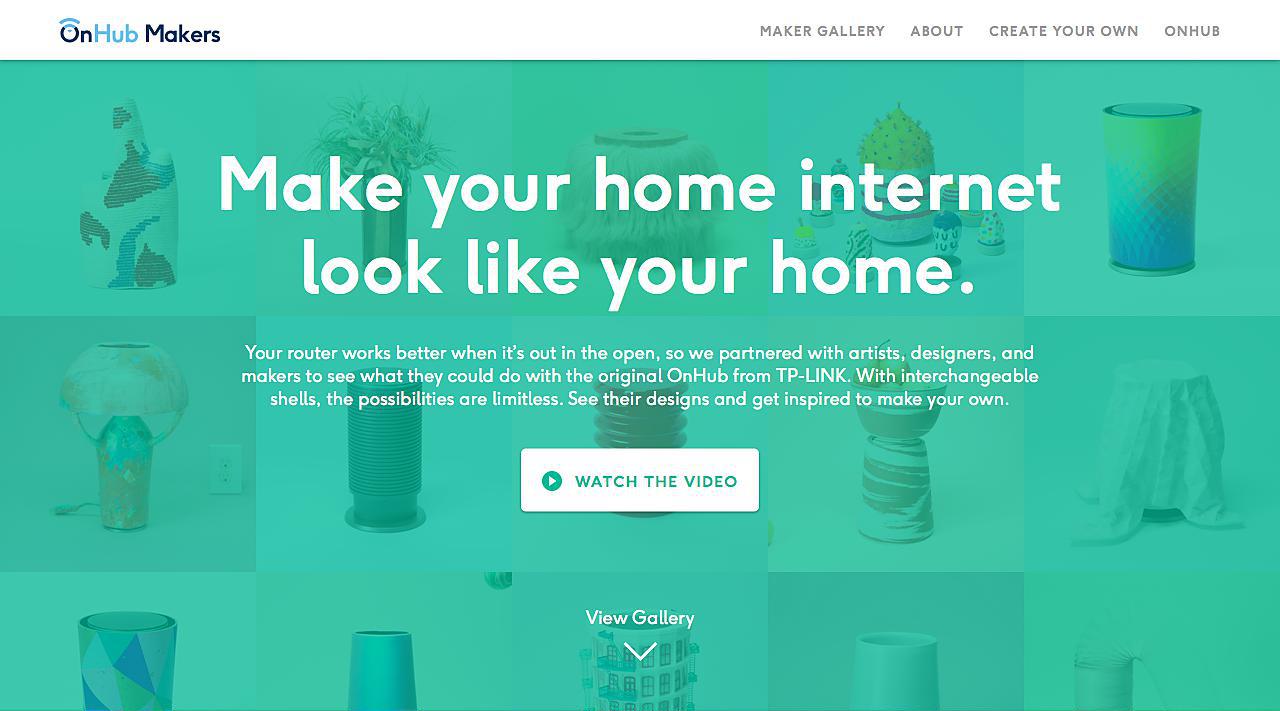 OnHub Makers
MAKER GALLERY ABOUT CREATE YOUR OWN ONHUB
Make your home internet
look like your home.
Your router works better when it's out in the open, so we partnered with artists, designers, and
makers to see what they could do with the original OnHub from TP-LINK. With interchangeable
shells, the possibilities are limitless. See their designs and get inspired to make your own.
WATCH THE VIDEO
View Gallery